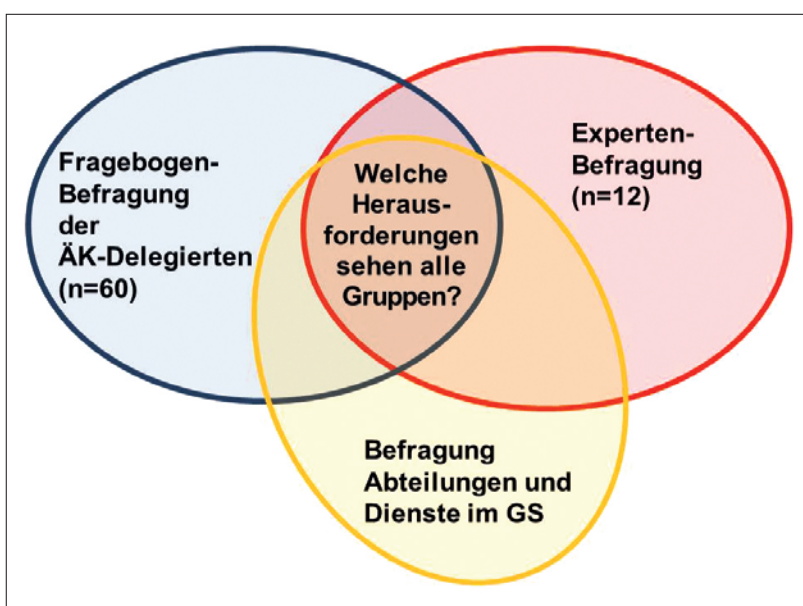 Fragebogen-
Befragung
der
ÄK-Delegierten
(n=60)
Welche
Heraus-
forderungen
sehen alle
Gruppen?
Experten-
Befragung
(n=12)
Befragung
Abteilungen und
Dienste im GS